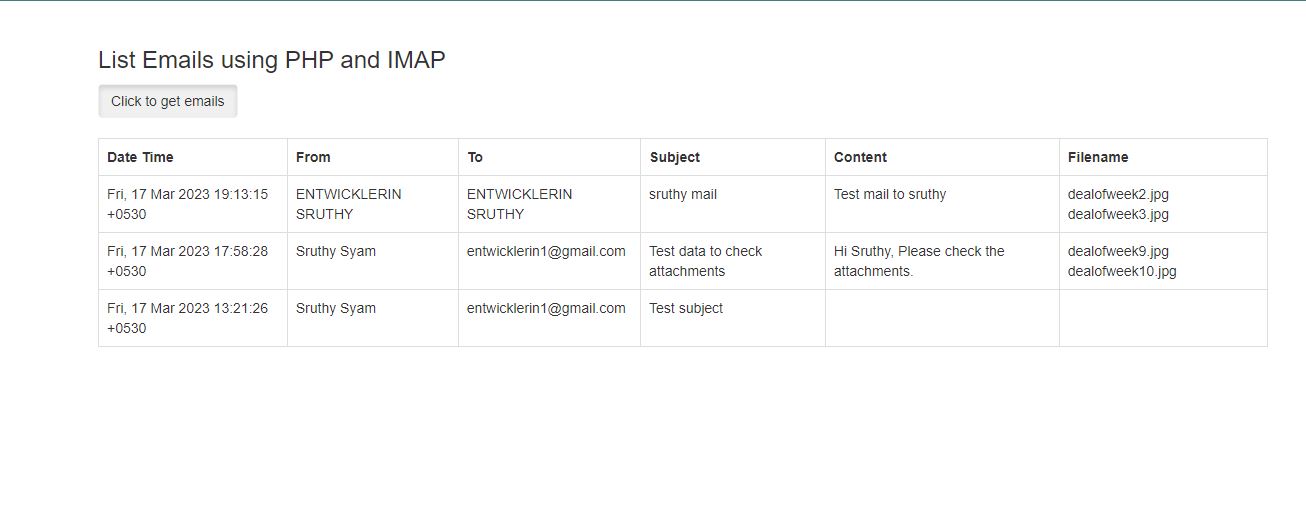 List Emails using PHP and IMAP
Click to get emails
Date Time From To Subject Content Filename
Fri, 17 Mar 2023 19:13:15 ENTWICKLERIN ENTWICKLERIN sruthy mail Test mail to sruthy dealofweek2.jpg
+0530 SRUTHY SRUTHY dealofweek3.jpg
Fri, 17 Mar 2023 17:58:28 Sruthy Syam entwicklerin1@gmail.com Test data to check Hi Sruthy, Please check the dealofweek9.jpg
+0530 attachments attachments. dealofweek10.jpg
Fri, 17 Mar 2023 13:21:26 Sruthy Syam entwicklerin1@gmail.com Test subject
+0530